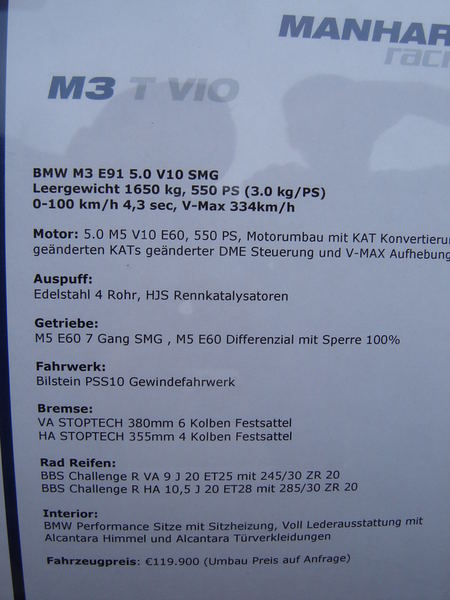 MANHAR
raci
M3 T V10
BMW M3 E91 5.0 V10 SMG
Leergewicht 1650 kg, 550 PS (3.0 kg/PS)
0-100 km/h 4,3 sec, V-Max 334km/h
Motor: 5.0 M5 V10 E60, 550 PS, Motorumbau mit KAT Konvertieru
geänderten KATs geänderter DME Steuerung und V-MAX Aufhebung
Auspuff:
Edelstahl 4 Rohr, HJS Rennkatalysatoren
Getriebe:
M5 E60 7 Gang SMG , M5 E60 Differenzial mit Sperre 100%
Fahrwerk:
Bilstein PSS10 Gewindefahrwerk
Bremse:
VA STOPTECH 380mm 6 Kolben Festsattel
HA STOPTECH 355mm 4 Kolben Festsattel
Rad Reifen:
BBS Challenge R VA 9 J 20 ET25 mit 245/30 ZR 20
BBS Challenge R HA 10,5 J 20 ET28 mit 285/30 ZR 20
Interior:
BMW Performance Sitze mit Sitzheizung, Voll Lederausstattung mit
Alcantara Himmel und Alcantara Türverkleidungen
Fahrzeugpreis: €119.900 (Umbau Preis auf Anfrage)